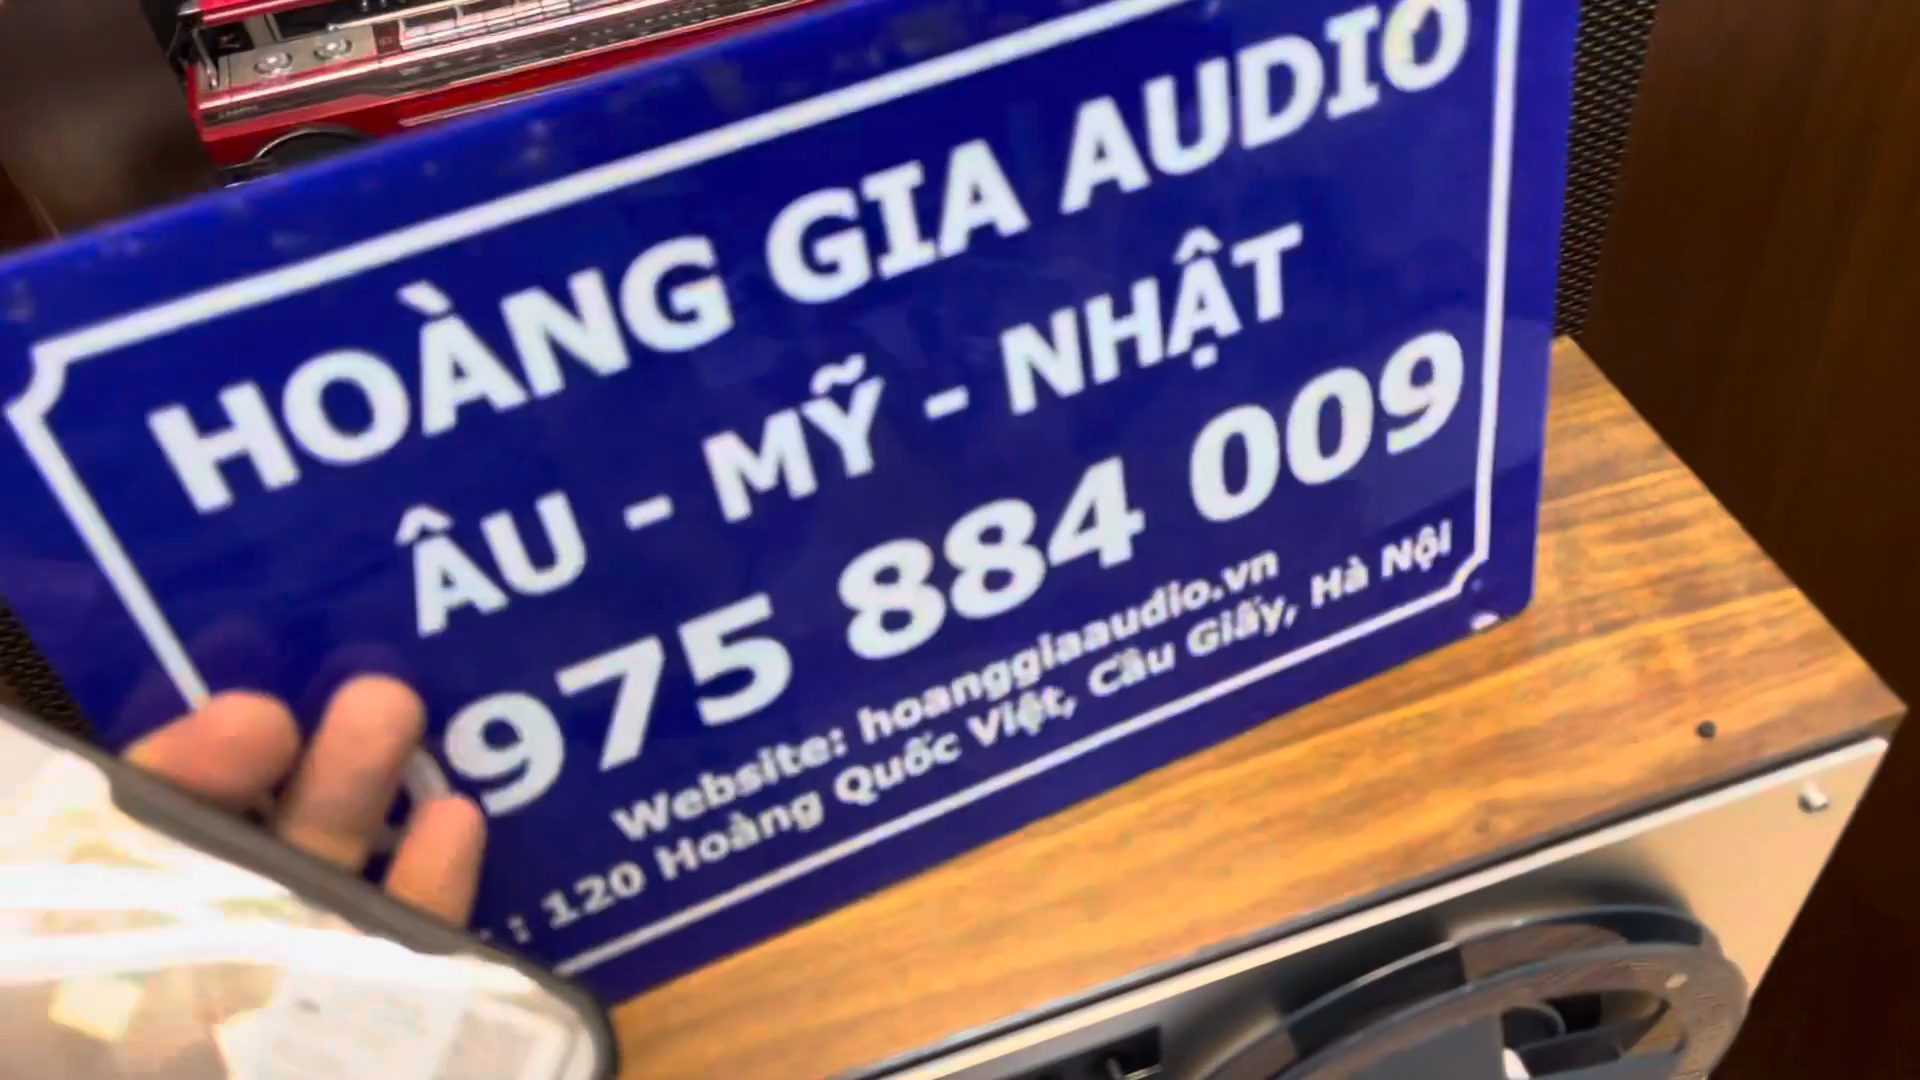 HOÀNG GIA AUDIO
ÂU - MỸ - NHẬT
975 884 009
Website: hoanggiaaudio.vn
: 120 Hoàng Quốc Việt, Cầu Giấy, Hà Nội